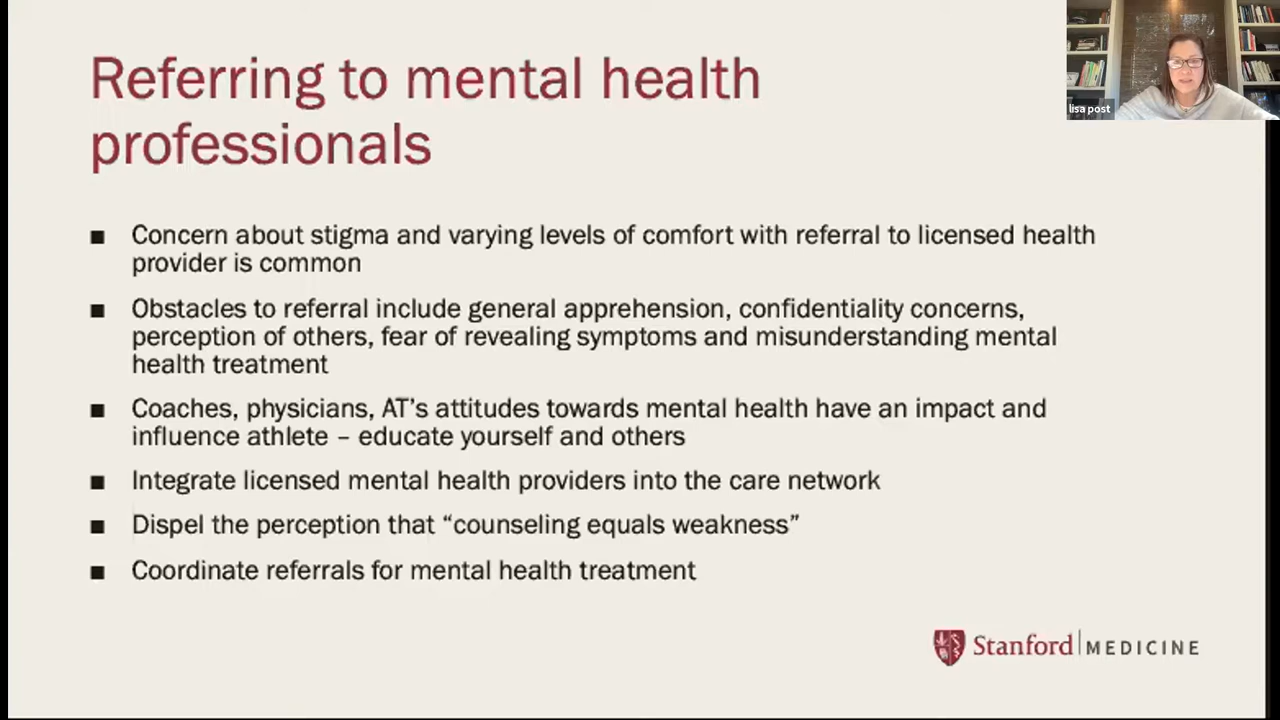 Referring to mental health
professionals
lisa post
■ Concern about stigma and varying levels of comfort with referral to licensed health
provider is common
■ Obstacles to referral include general apprehension, confidentiality concerns,
perception of others, fear of revealing symptoms and misunderstanding mental
health treatment
■ Coaches, physicians, AT’s attitudes towards mental health have an impact and
influence athlete – educate yourself and others
■ Integrate licensed mental health providers into the care network
■ Dispel the perception that “counseling equals weakness”
■ Coordinate referrals for mental health treatment
Stanford MEDICINE